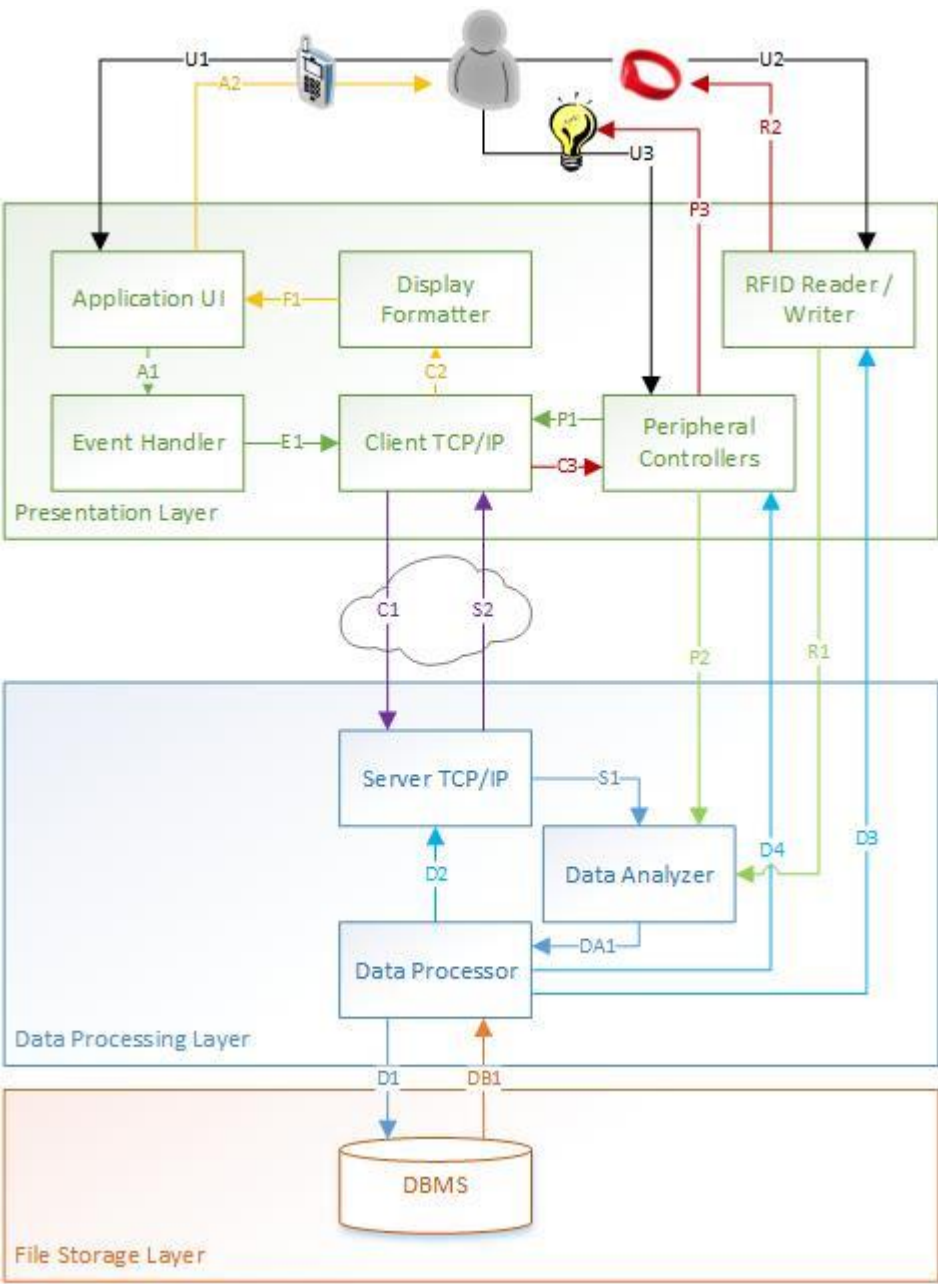 U1
U2
A2
R2
U3
P3
Application UI
F1
Display
Formatter
RFID Reader /
Writer
A1
C2
Event Handler
E1
Client TCP/IP
P1
C3
Peripheral
Controllers
Presentation Layer
C1
S2
P2
R1
Server TCP/IP
S1
D3
D4
D2
Data Analyzer
DA1
Data Processor
Data Processing Layer
D1
DB1
DBMS
File Storage Layer